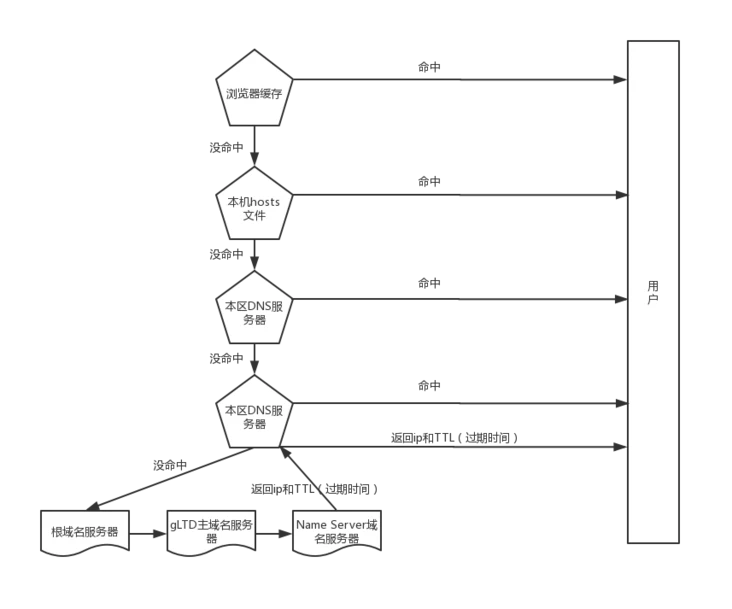 命中
浏览器缓存
没命中
命中
本机hosts
文件
没命中
命中
本区DNS服
务器
用
户
没命中
命中
本区DNS服
务器
返回ip和TTL（过期时间）
没命中
返回ip和TTL（过期时间）
根域名服务器
gLTD主域名服务
器
Name Server域
名服务器